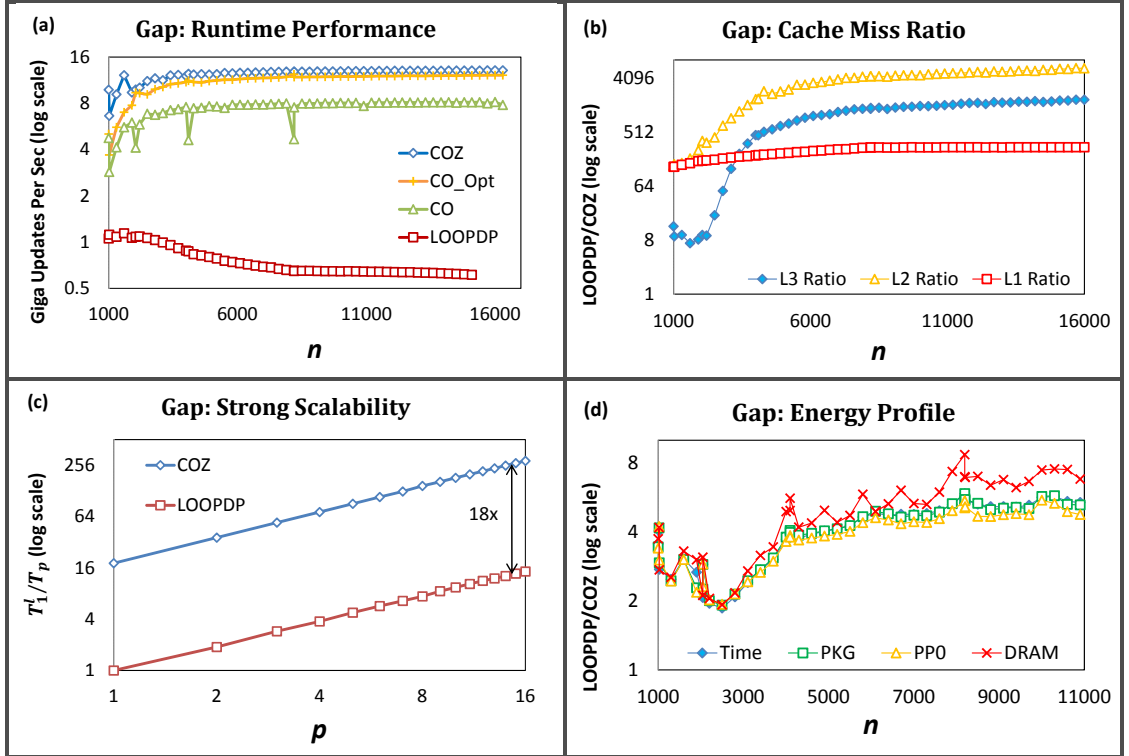 (a) Gap: Runtime Performance
Giga Updates Per Sec (log scale)
16
8
4
2
1
0.5
COZ
CO_Opt
CO
LOOPDP
1000 6000 11000 16000
n
(b) Gap: Cache Miss Ratio
LOOPDP/COZ (log scale)
4096
512
64
8
1
L3 Ratio L2 Ratio L1 Ratio
1000 6000 11000 16000
n
(c) Gap: Strong Scalability
T_1^l/T_p (log scale)
256
64
16
4
1
COZ
LOOPDP
18x
1 2 4 8 16
p
(d) Gap: Energy Profile
LOOPDP/COZ (log scale)
8
4
2
1
Time PKG PP0 DRAM
1000 3000 5000 7000 9000 11000
n